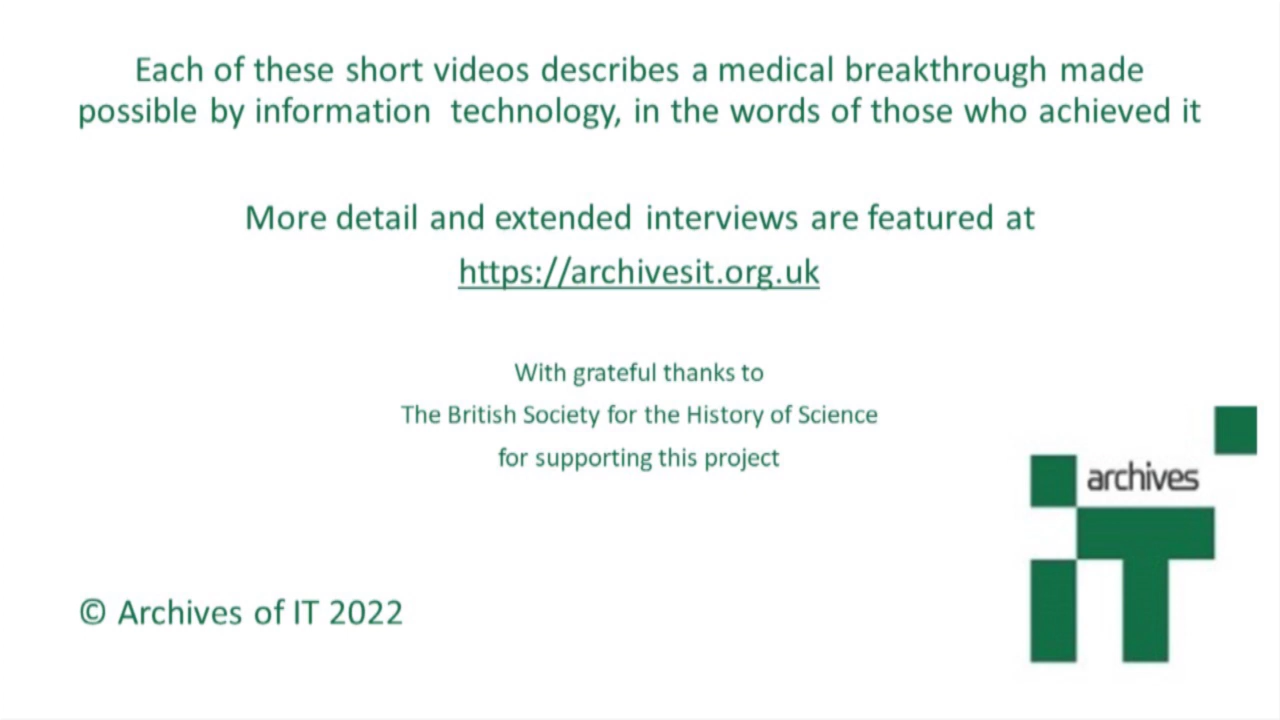 Each of these short videos describes a medical breakthrough made
possible by information technology, in the words of those who achieved it
More detail and extended interviews are featured at
https://archivesit.org.uk
With grateful thanks to
The British Society for the History of Science
for supporting this project
archives
iT
© Archives of IT 2022